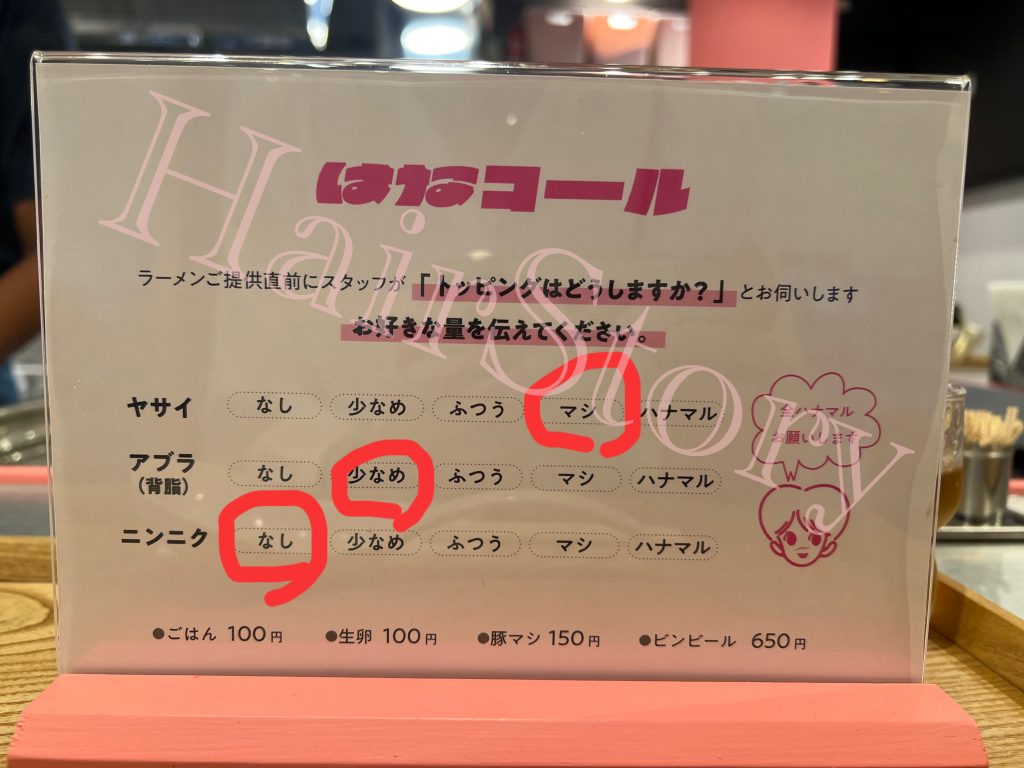 はなコール
ラーメンご提供直前にスタッフが「トッピングはどうしますか？」とお伺いします
お好きな量を伝えてください。
ヤサイ なし 少なめ ふつう マシ ハナマル
アブラ なし 少なめ ふつう マシ ハナマル
(背脂)
ニンニク なし 少なめ ふつう マシ ハナマル
全ハナマル
お願いします
●ごはん 100円 ●生卵 100円 ●豚マシ 150円 ●ビンビール 650円
HairStory